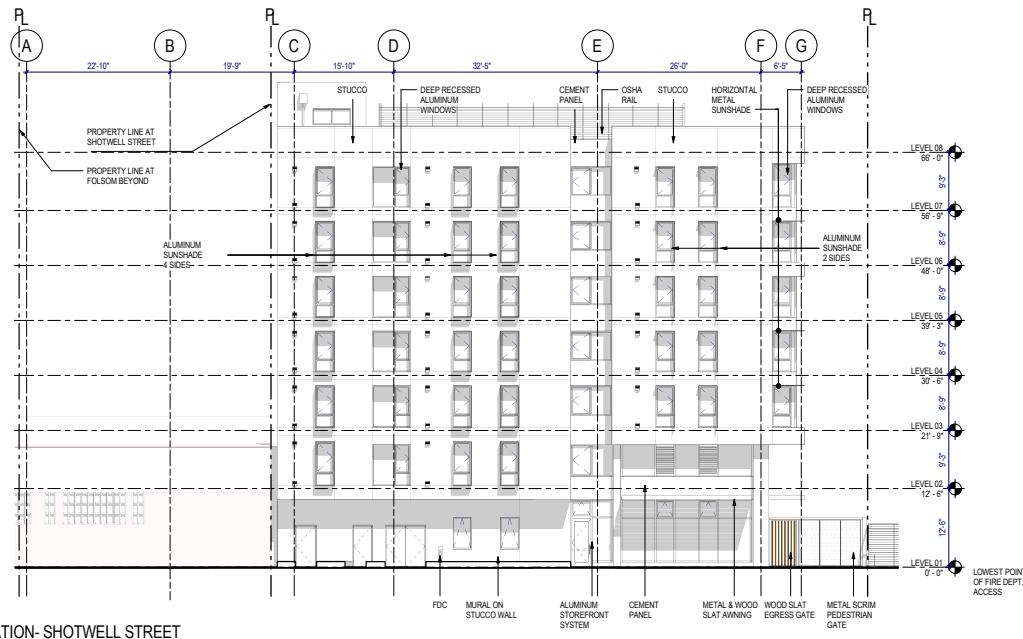 PL
PL
PL
A
B
C
D
E
F
G
22'-10"
19'-9"
15'-10"
32'-5"
26'-0"
6'-5"
STUCCO
DEEP RECESSED
ALUMINUM
WINDOWS
CEMENT
PANEL
OSHA
RAIL
STUCCO
HORIZONTAL
METAL
SUNSHADE
DEEP RECESSED
ALUMINUM
WINDOWS
PROPERTY LINE AT
SHOTWELL STREET
PROPERTY LINE AT
FOLSOM BEYOND
ALUMINUM
SUNSHADE
4 SIDES
ALUMINUM
SUNSHADE
2 SIDES
LEVEL 08
66' - 0"
9'-3"
LEVEL 07
56' - 9"
8'-9"
LEVEL 06
48' - 0"
8'-9"
LEVEL 05
39' - 3"
8'-9"
LEVEL 04
30' - 6"
8'-9"
LEVEL 03
21' - 9"
9'-3"
LEVEL 02
12' - 6"
12'-6"
LEVEL 01
0' - 0"
LOWEST POINT
OF FIRE DEPT.
ACCESS
FDC
MURAL ON
STUCCO WALL
ALUMINUM
STOREFRONT
SYSTEM
CEMENT
PANEL
METAL & WOOD
SLAT AWNING
WOOD SLAT
EGRESS GATE
METAL SCRIM
PEDESTRIAN
GATE
ATION- SHOTWELL STREET